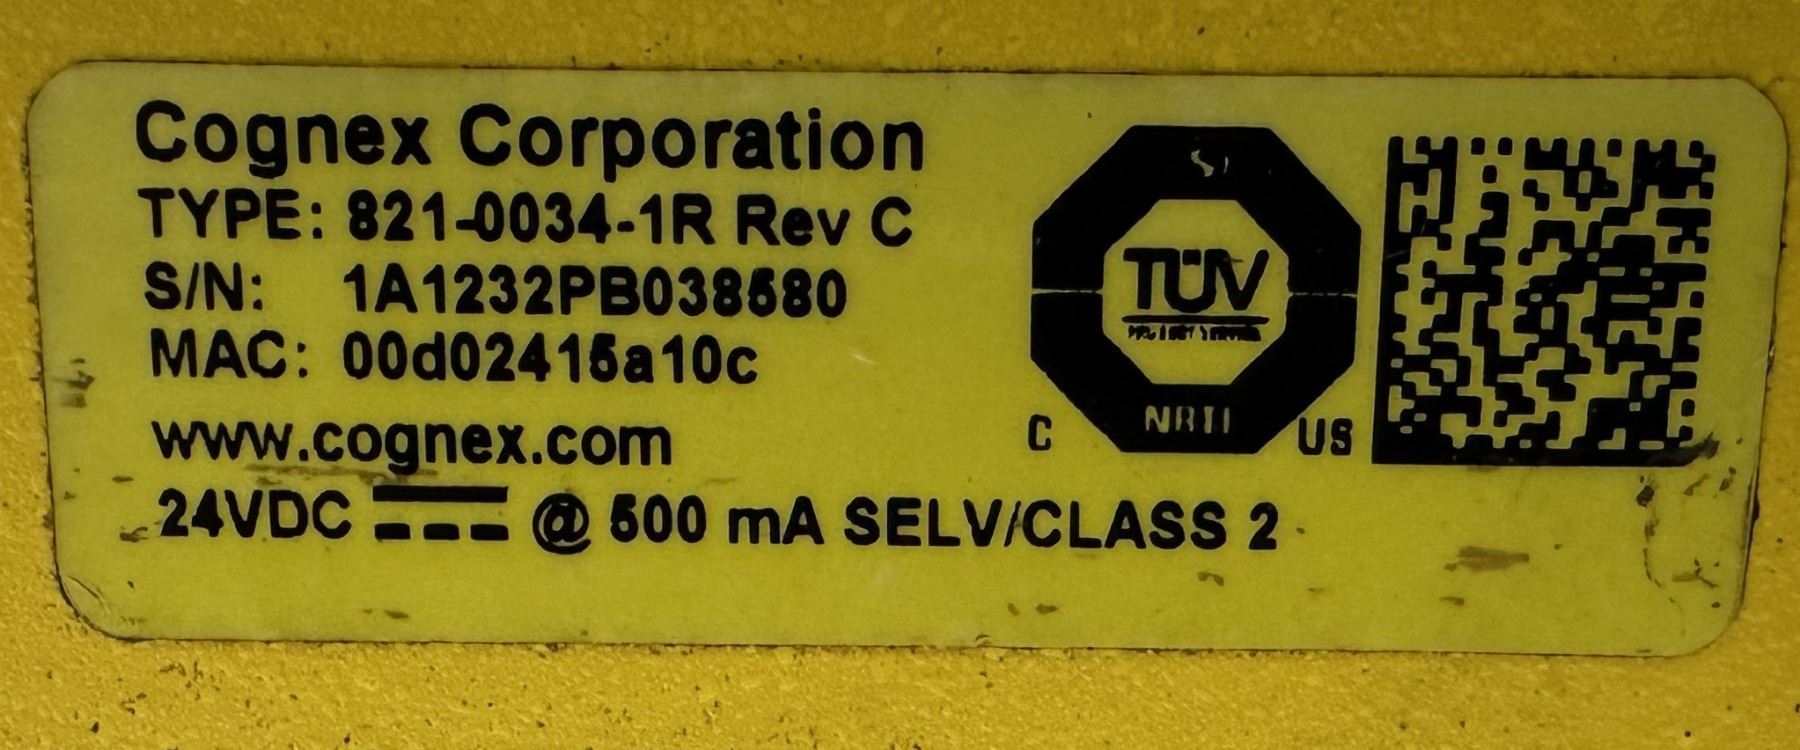 Cognex Corporation
TYPE: 821-0034-1R Rev C
S/N: 1A1232PB038580
MAC: 00d02415a10c
www.cognex.com
24VDC @ 500 mA SELV/CLASS 2
TÜV
C US